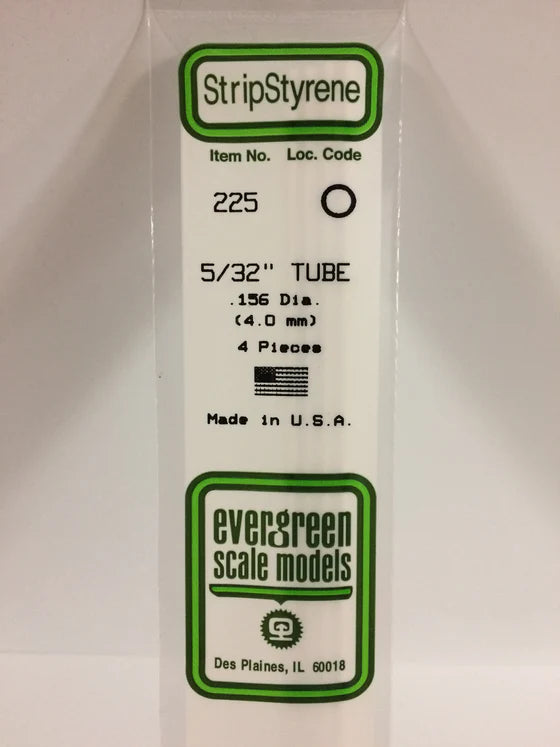 StripStyrene
Item No. Loc. Code
225
5/32" TUBE
.156 Dia.
(4.0 mm)
4 Pieces
Made in U.S.A.
evergreen
scale models
Des Plaines, IL 60018